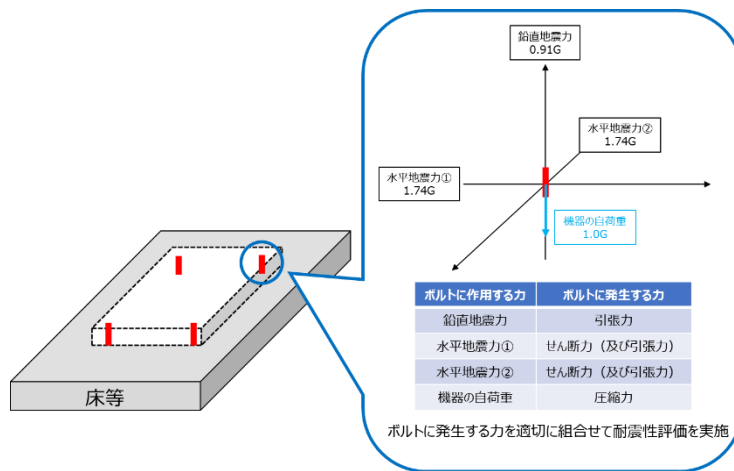 鉛直地震力
0.91G
水平地震力②
1.74G
水平地震力①
1.74G
機器の自荷重
1.0G
ボルトに作用する力 ボルトに発生する力
鉛直地震力 引張力
水平地震力① せん断力（及び引張力）
水平地震力② せん断力（及び引張力）
機器の自荷重 圧縮力
床等
ボルトに発生する力を適切に組合せて耐震性評価を実施